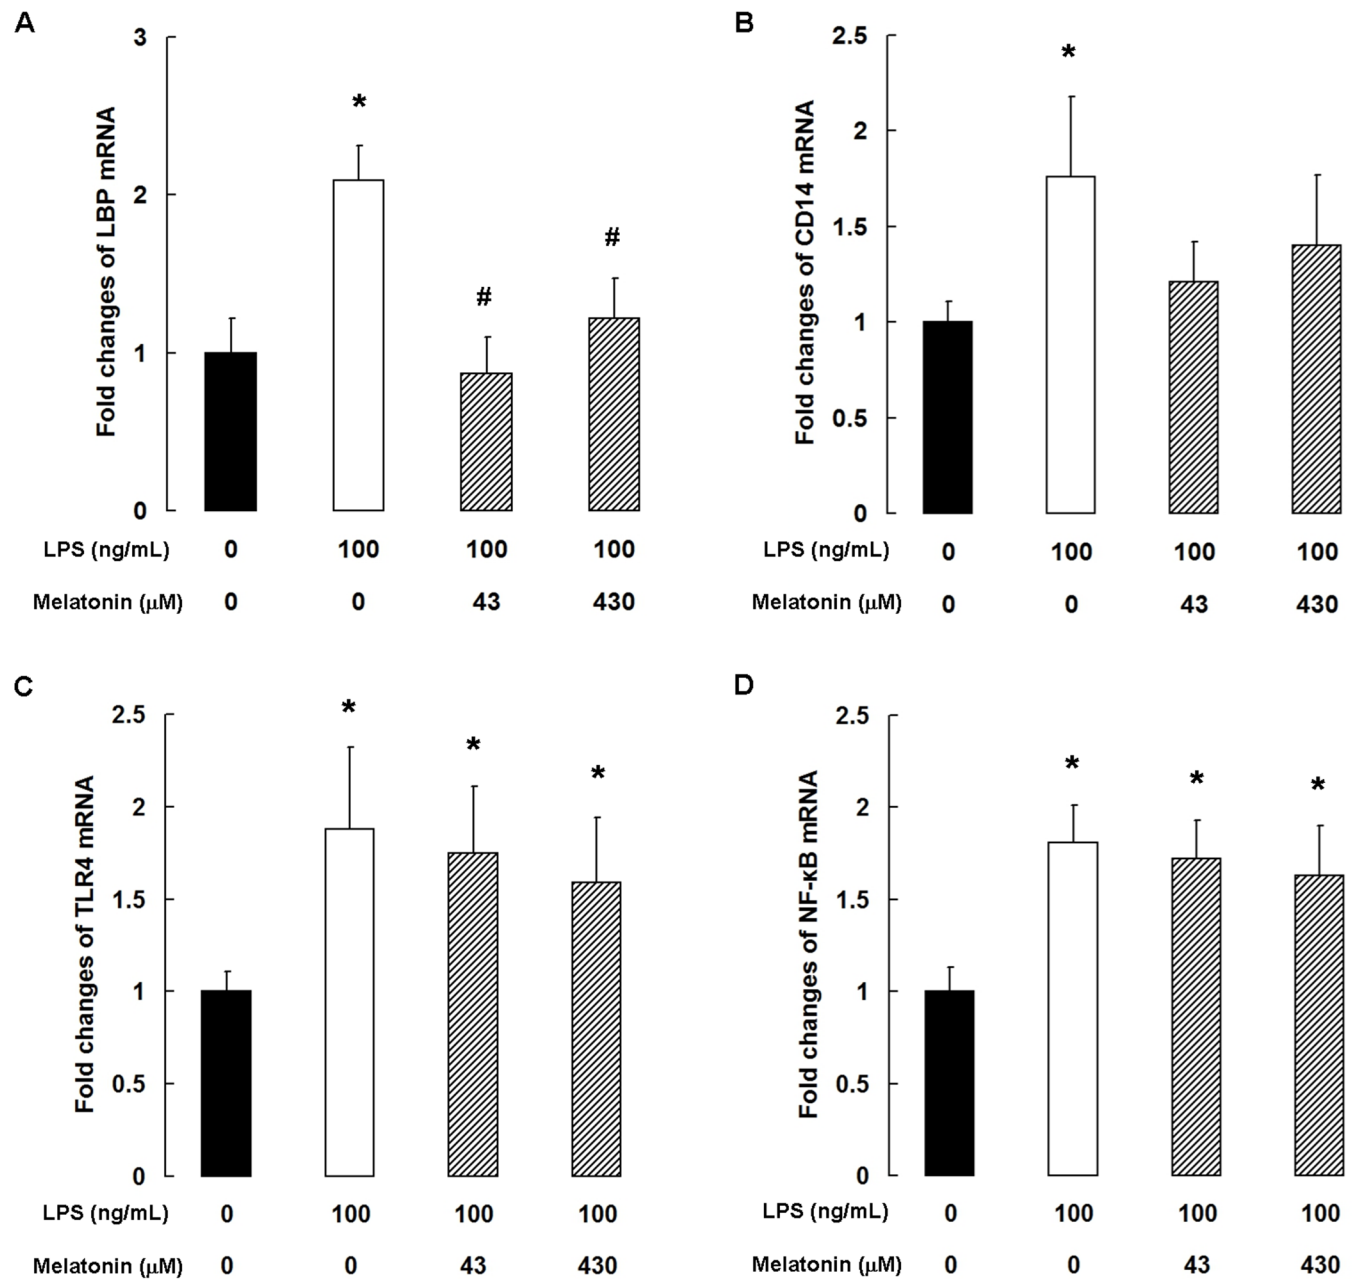 A
Fold changes of LBP mRNA
3
*
2
#
#
1
0
LPS (ng/mL) 0 100 100 100
Melatonin (μM) 0 0 43 430
B
Fold changes of CD14 mRNA
2.5
*
2
1.5
1
0.5
0
LPS (ng/mL) 0 100 100 100
Melatonin (μM) 0 0 43 430
C
Fold changes of TLR4 mRNA
2.5
* * *
2
1.5
1
0.5
0
LPS (ng/mL) 0 100 100 100
Melatonin (μM) 0 0 43 430
D
Fold changes of NF-κB mRNA
2.5
* * *
2
1.5
1
0.5
0
LPS (ng/mL) 0 100 100 100
Melatonin (μM) 0 0 43 430